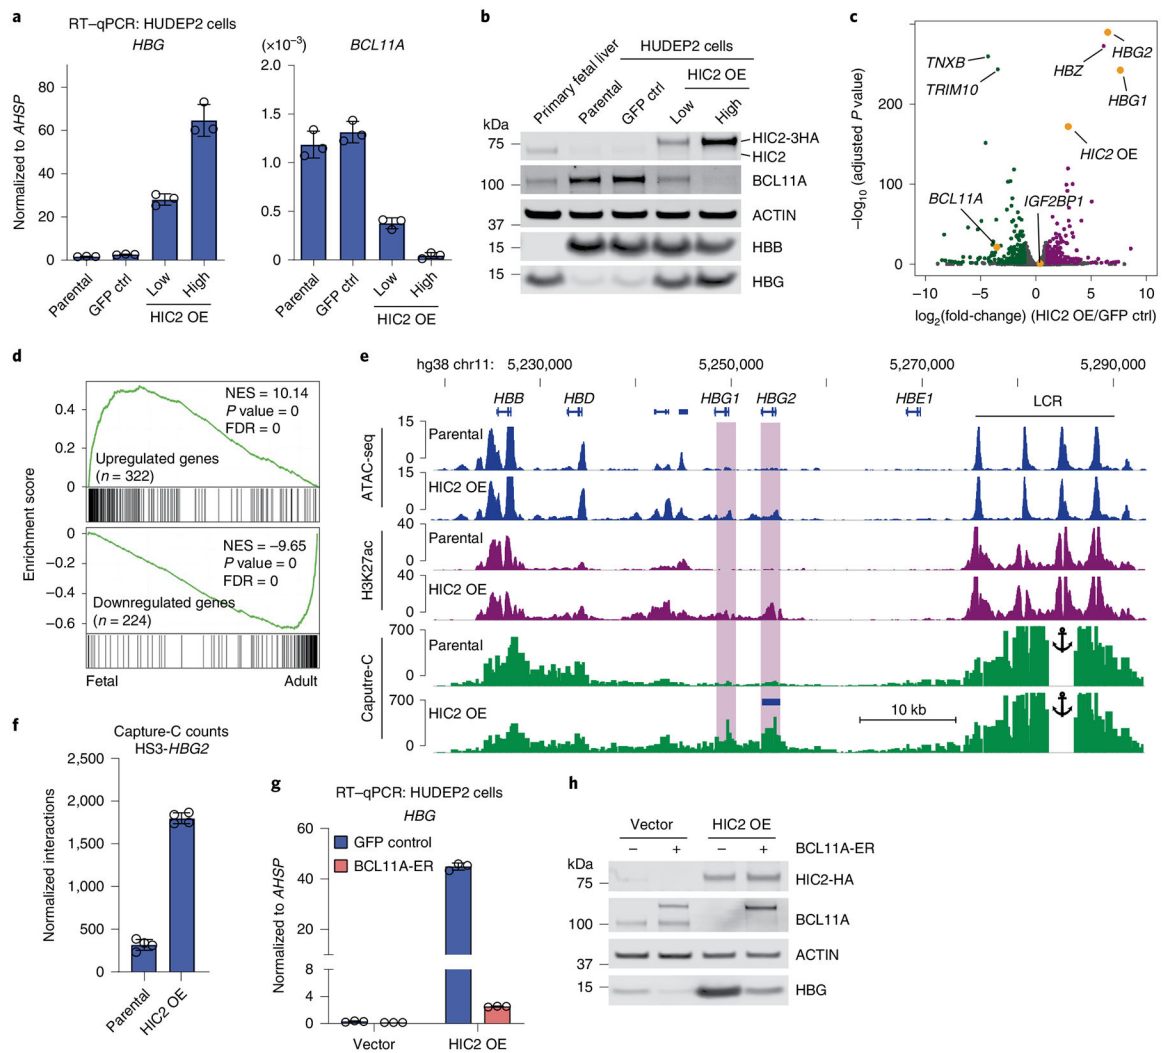 a
RT–qPCR: HUDEP2 cells
HBG
Normalized to AHSP
80
60
40
20
0
Parental
GFP ctrl
Low
High
HIC2 OE
BCL11A
(×10⁻³)
2.0
1.5
1.0
0.5
0
Parental
GFP ctrl
Low
High
HIC2 OE
b
HUDEP2 cells
HIC2 OE
Primary fetal liver
Parental
GFP ctrl
Low
High
kDa
75
HIC2-3HA
HIC2
100
BCL11A
ACTIN
37
15
HBB
15
HBG
c
–log₁₀ (adjusted P value)
200
100
0
TNXB
TRIM10
HBG2
HBZ
HBG1
HIC2 OE
BCL11A
IGF2BP1
–10
–5
0
5
10
log₂(fold-change) (HIC2 OE/GFP ctrl)
d
Enrichment score
0.4
0.2
0
NES = 10.14
P value = 0
FDR = 0
Upregulated genes
(n = 322)
0
–0.2
–0.4
–0.6
NES = –9.65
P value = 0
FDR = 0
Downregulated genes
(n = 224)
Fetal
Adult
e
hg38 chr11:
5,230,000
5,250,000
5,270,000
5,290,000
HBB
HBD
HBG1
HBG2
HBE1
LCR
ATAC-seq
15
0
Parental
15
0
HIC2 OE
H3K27ac
40
0
Parental
40
0
HIC2 OE
Caputre-C
700
0
Parental
700
0
HIC2 OE
10 kb
f
Capture-C counts
HS3-HBG2
Normalized interactions
2,500
2,000
1,500
1,000
500
0
Parental
HIC2 OE
g
RT–qPCR: HUDEP2 cells
HBG
Normalized to AHSP
60
40
20
8
4
0
GFP control
BCL11A-ER
Vector
HIC2 OE
h
Vector
HIC2 OE
–
+
–
+
BCL11A-ER
kDa
75
HIC2-HA
100
BCL11A
ACTIN
37
15
HBG